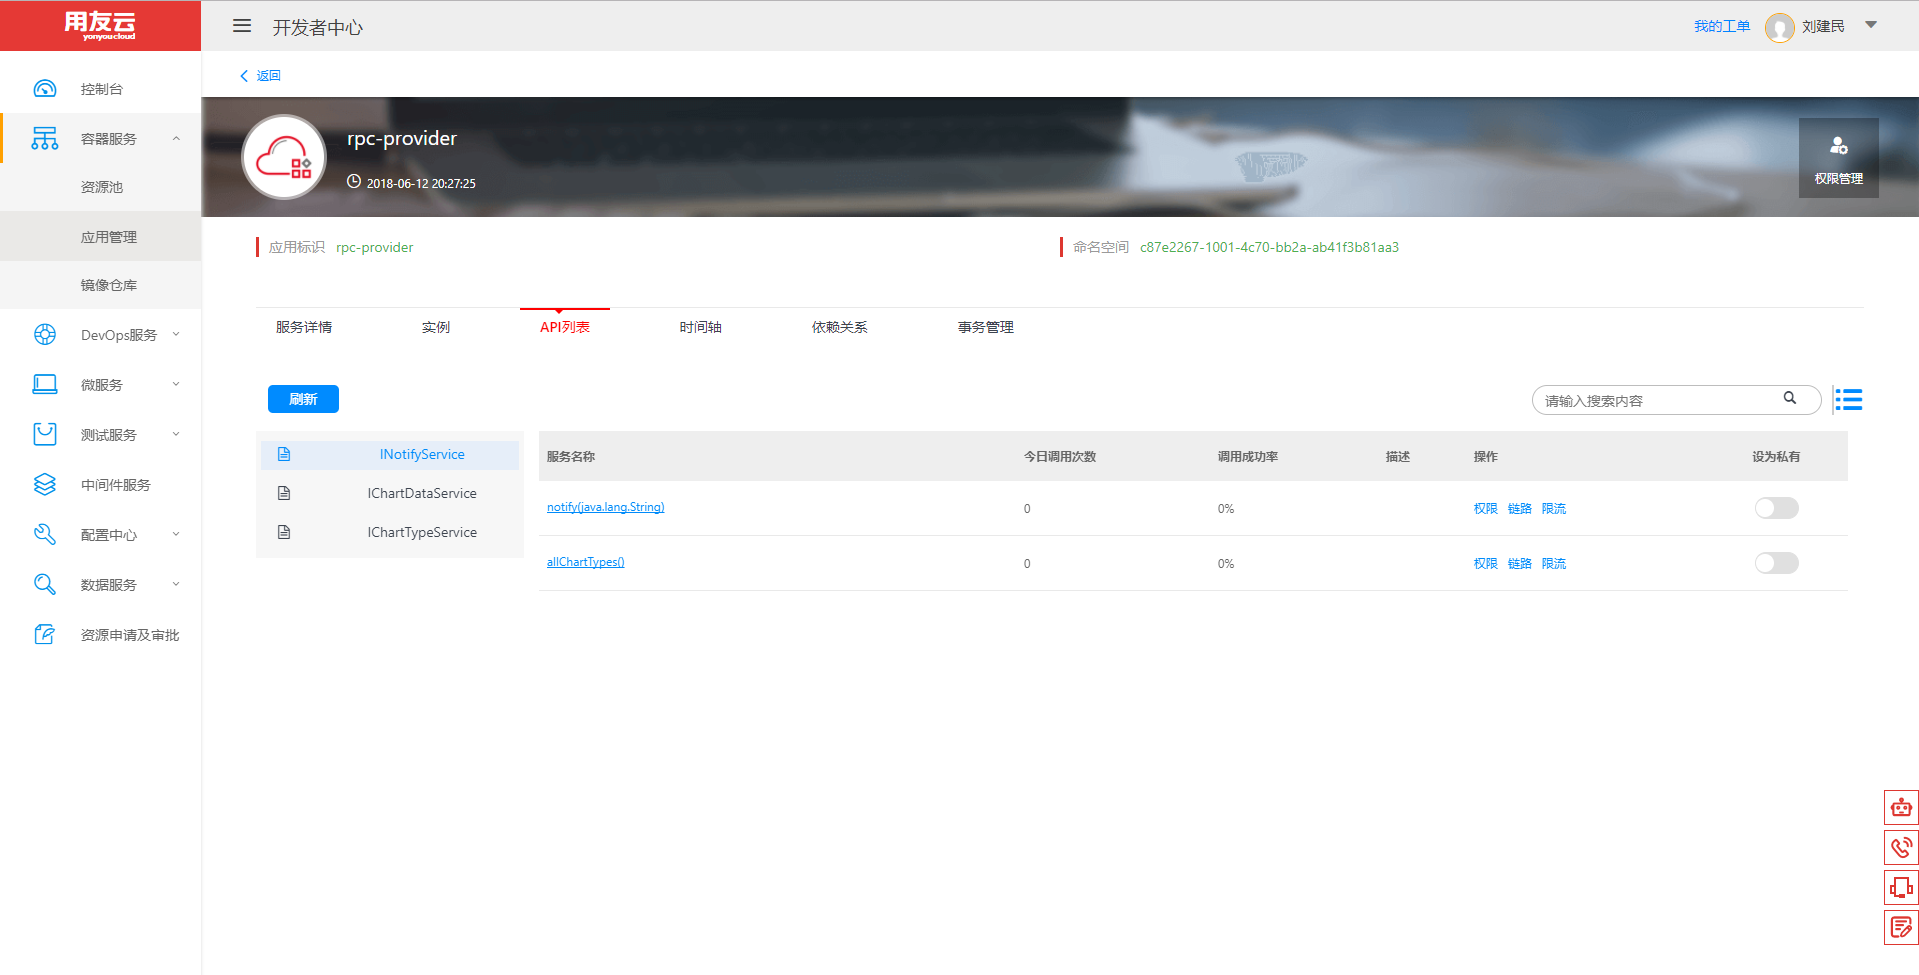 用友云
yonyoucloud
开发者中心
我的工单
刘建民
控制台
容器服务
资源池
应用管理
镜像仓库
DevOps服务
微服务
测试服务
中间件服务
配置中心
数据服务
资源申请及审批
返回
rpc-provider
2018-06-12 20:27:25
权限管理
应用标识 rpc-provider
命名空间 c87e2267-1001-4c70-bb2a-ab41f3b81aa3
服务详情 实例 API列表 时间轴 依赖关系 事务管理
刷新
请输入搜索内容
INotifyService
IChartDataService
IChartTypeService
服务名称 今日调用次数 调用成功率 描述 操作 设为私有
notify(java.lang.String) 0 0% 权限 链路 限流
allChartTypes() 0 0% 权限 链路 限流